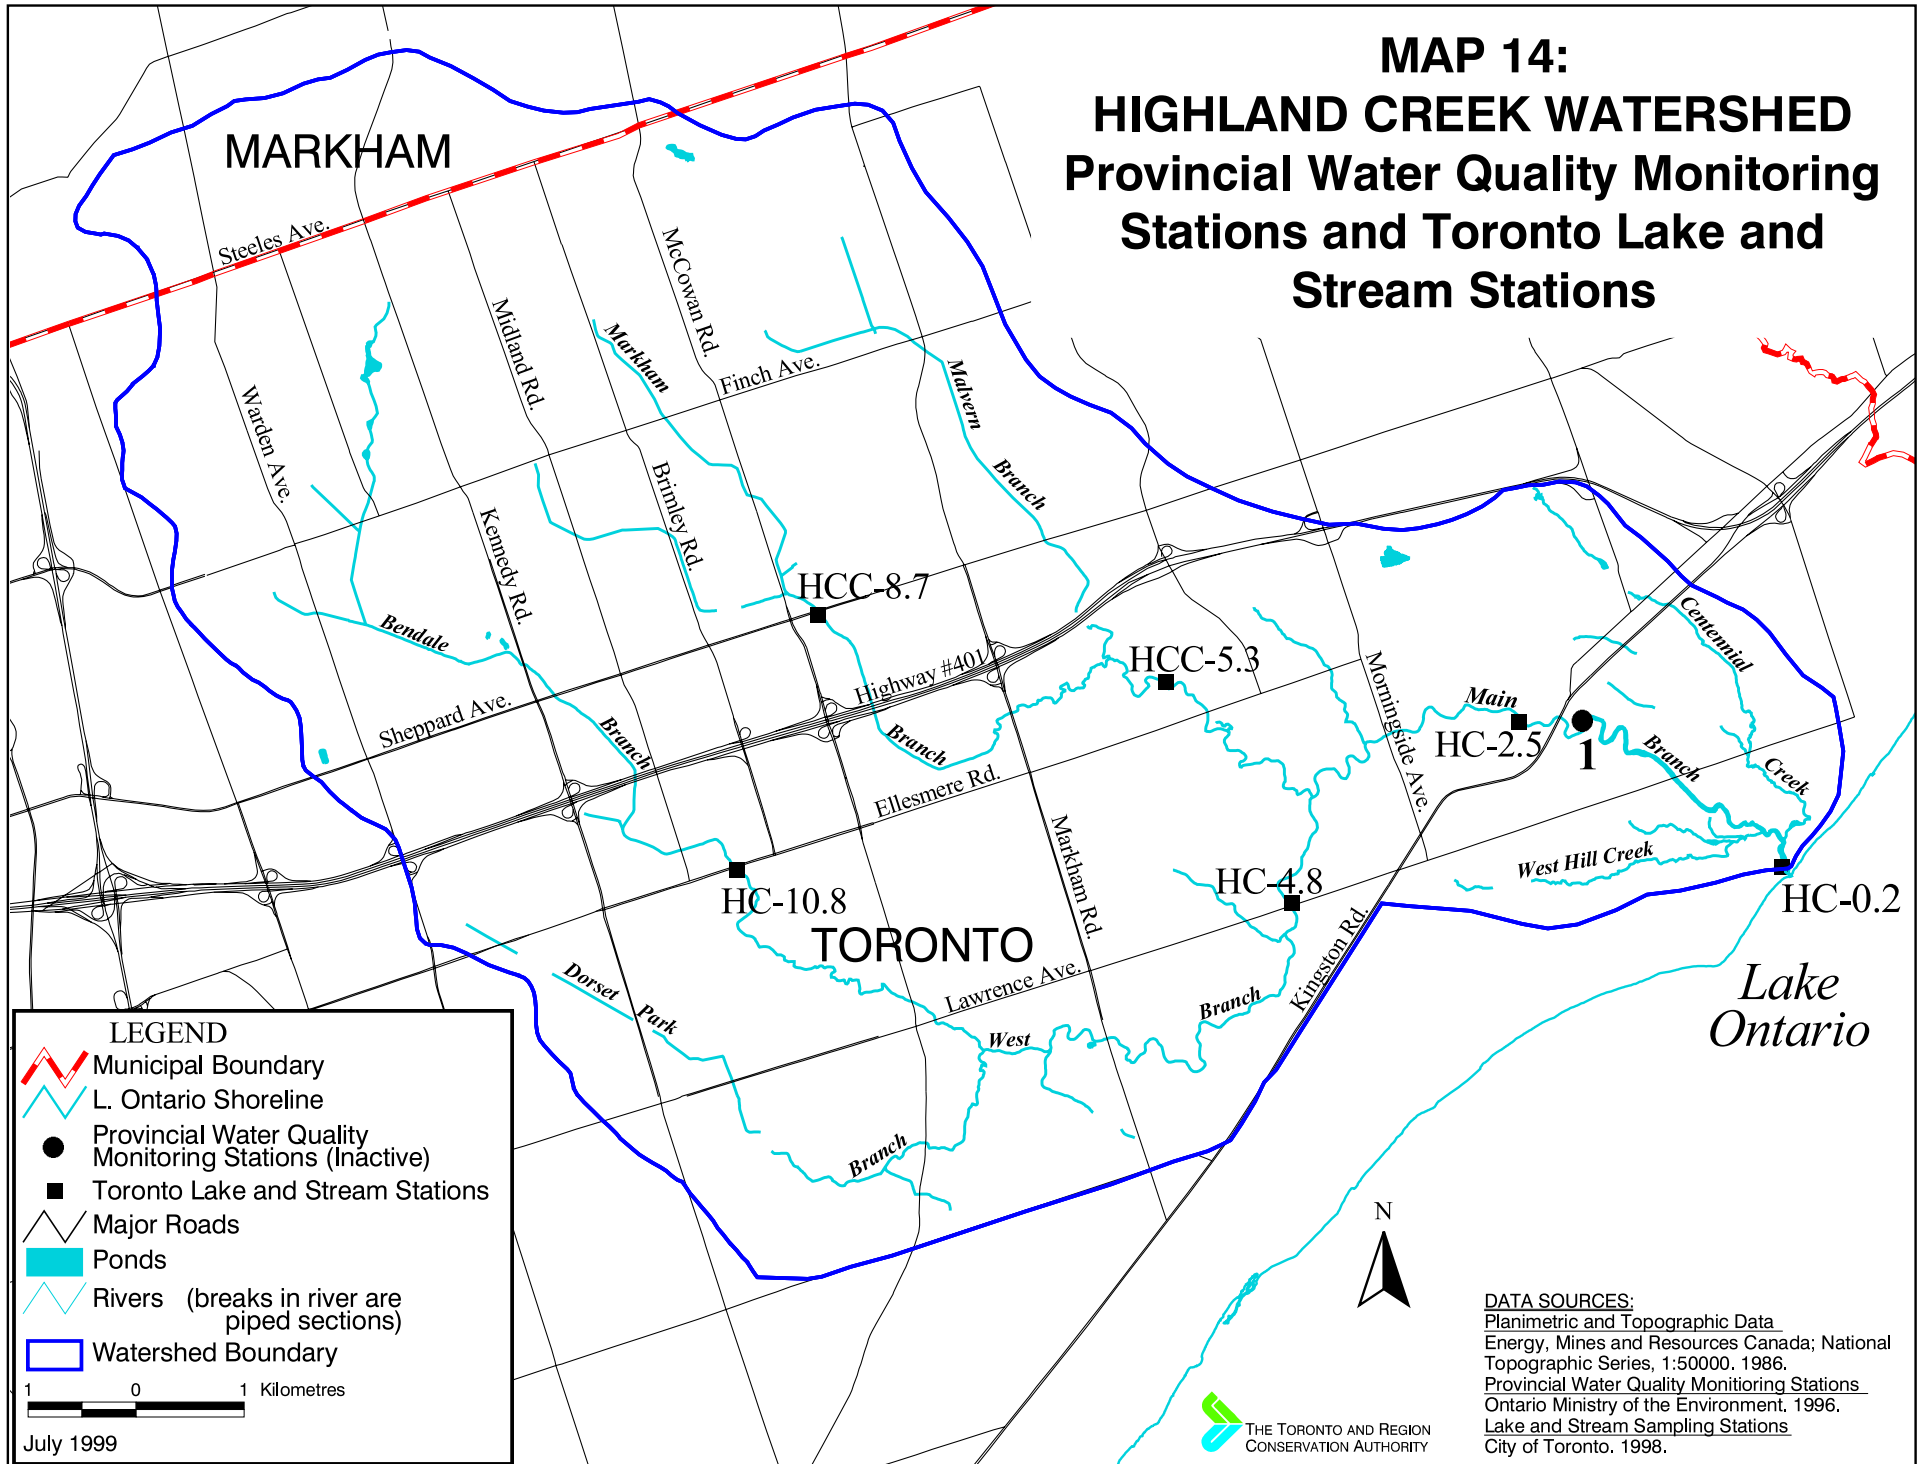 MAP 14:
HIGHLAND CREEK WATERSHED
Provincial Water Quality Monitoring
Stations and Toronto Lake and
Stream Stations
MARKHAM
Steeles Ave.
McCowan Rd.
Midland Rd.
Markham
Finch Ave.
Malvern
Branch
Warden Ave.
Brimley Rd.
Kennedy Rd.
HCC-8.7
Bendale
Branch
Sheppard Ave.
Highway #401
HCC-5.3
Branch
Ellesmere Rd.
Morningside Ave.
Main
HC-2.5
1
Branch
Centennial
Creek
West Hill Creek
HC-0.2
Markham Rd.
HC-4.8
HC-10.8
TORONTO
Kingston Rd.
Lawrence Ave.
Dorset
Park
West
Branch
Branch
Lake
Ontario
LEGEND
Municipal Boundary
L. Ontario Shoreline
Provincial Water Quality
Monitoring Stations (Inactive)
Toronto Lake and Stream Stations
Major Roads
Ponds
Rivers (breaks in river are
piped sections)
Watershed Boundary
1 0 1 Kilometres
July 1999
N
THE TORONTO AND REGION
CONSERVATION AUTHORITY
DATA SOURCES:
Planimetric and Topographic Data
Energy, Mines and Resources Canada; National
Topographic Series, 1:50000. 1986.
Provincial Water Quality Monitoring Stations
Ontario Ministry of the Environment. 1996.
Lake and Stream Sampling Stations
City of Toronto. 1998.